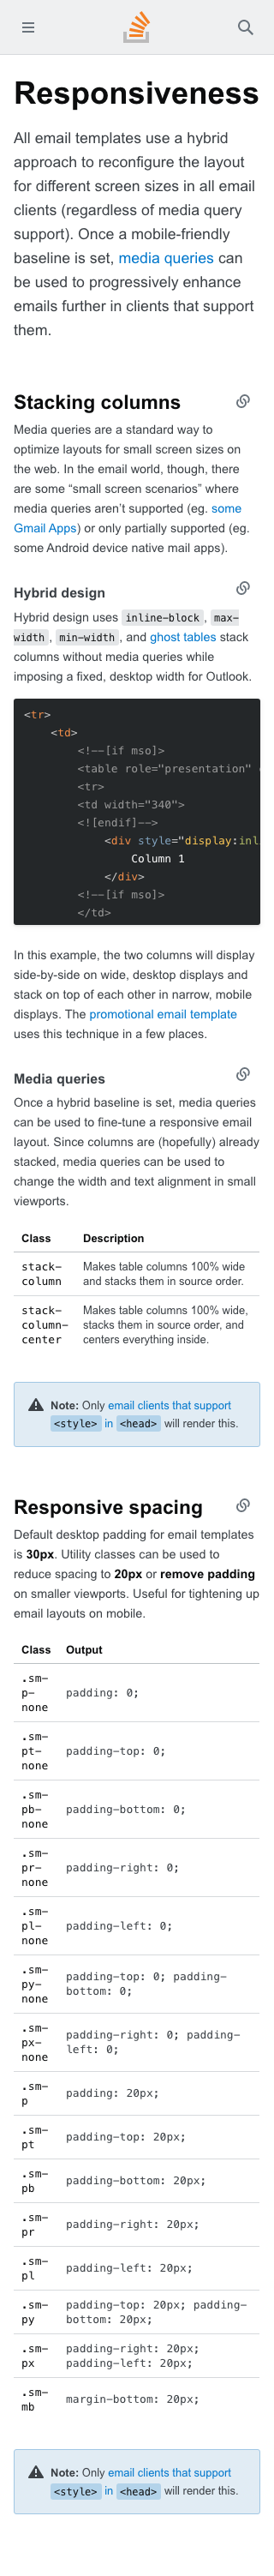 Responsiveness
All email templates use a hybrid
approach to reconfigure the layout
for different screen sizes in all email
clients (regardless of media query
support). Once a mobile-friendly
baseline is set, media queries can
be used to progressively enhance
emails further in clients that support
them.
Stacking columns
Media queries are a standard way to
optimize layouts for small screen sizes on
the web. In the email world, though, there
are some “small screen scenarios” where
media queries aren’t supported (eg. some
Gmail Apps) or only partially supported (eg.
some Android device native mail apps).
Hybrid design
Hybrid design uses inline-block, max-
width, min-width, and ghost tables stack
columns without media queries while
imposing a fixed, desktop width for Outlook.
<tr>
<td>
<!--[if mso]>
<table role="presentation"
<tr>
<td width="340">
<![endif]-->
<div style="display:inl
Column 1
</div>
<!--[if mso]>
</td>
In this example, the two columns will display
side-by-side on wide, desktop displays and
stack on top of each other in narrow, mobile
displays. The promotional email template
uses this technique in a few places.
Media queries
Once a hybrid baseline is set, media queries
can be used to fine-tune a responsive email
layout. Since columns are (hopefully) already
stacked, media queries can be used to
change the width and text alignment in small
viewports.
Class Description
stack- Makes table columns 100% wide
column and stacks them in source order.
stack- Makes table columns 100% wide,
column- stacks them in source order, and
center centers everything inside.
Note: Only email clients that support
<style> in <head> will render this.
Responsive spacing
Default desktop padding for email templates
is 30px. Utility classes can be used to
reduce spacing to 20px or remove padding
on smaller viewports. Useful for tightening up
email layouts on mobile.
Class Output
.sm-
p- padding: 0;
none
.sm-
pt- padding-top: 0;
none
.sm-
pb- padding-bottom: 0;
none
.sm-
pr- padding-right: 0;
none
.sm-
pl- padding-left: 0;
none
.sm-
py- padding-top: 0; padding-
none bottom: 0;
.sm-
px- padding-right: 0; padding-
none left: 0;
.sm-
p padding: 20px;
.sm-
pt padding-top: 20px;
.sm-
pb padding-bottom: 20px;
.sm-
pr padding-right: 20px;
.sm-
pl padding-left: 20px;
.sm- padding-top: 20px; padding-
py bottom: 20px;
.sm- padding-right: 20px;
px padding-left: 20px;
.sm-
mb margin-bottom: 20px;
Note: Only email clients that support
<style> in <head> will render this.